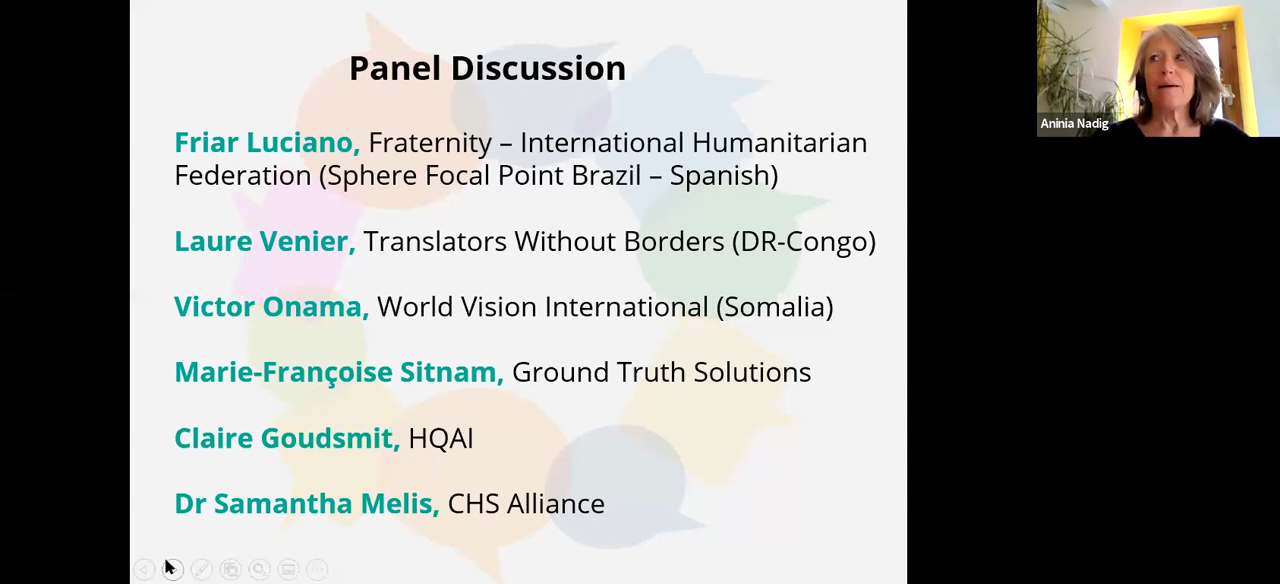 Panel Discussion
Friar Luciano, Fraternity – International Humanitarian
Federation (Sphere Focal Point Brazil – Spanish)
Laure Venier, Translators Without Borders (DR-Congo)
Victor Onama, World Vision International (Somalia)
Marie-Françoise Sitnam, Ground Truth Solutions
Claire Goudsmit, HQAI
Dr Samantha Melis, CHS Alliance
Aninia Nadig